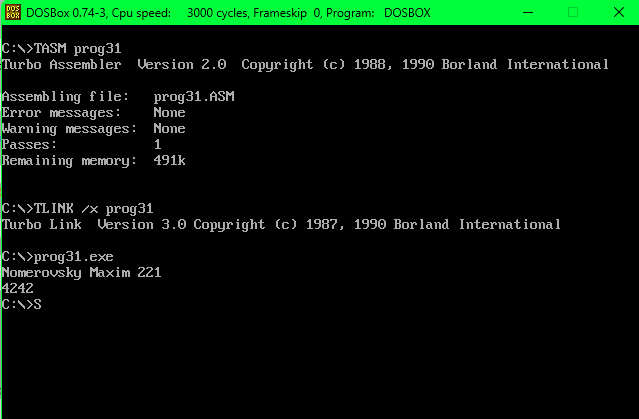 DOSBox 0.74-3, Cpu speed: 3000 cycles, Frameskip 0, Program: DOSBOX
C:\>TASM prog31
Turbo Assembler Version 2.0 Copyright (c) 1988, 1990 Borland International
Assembling file: prog31.ASM
Error messages: None
Warning messages: None
Passes: 1
Remaining memory: 491k
C:\>TLINK /x prog31
Turbo Link Version 3.0 Copyright (c) 1987, 1990 Borland International
C:\>prog31.exe
Nomerovsky Maxim 221
4242
C:\>S